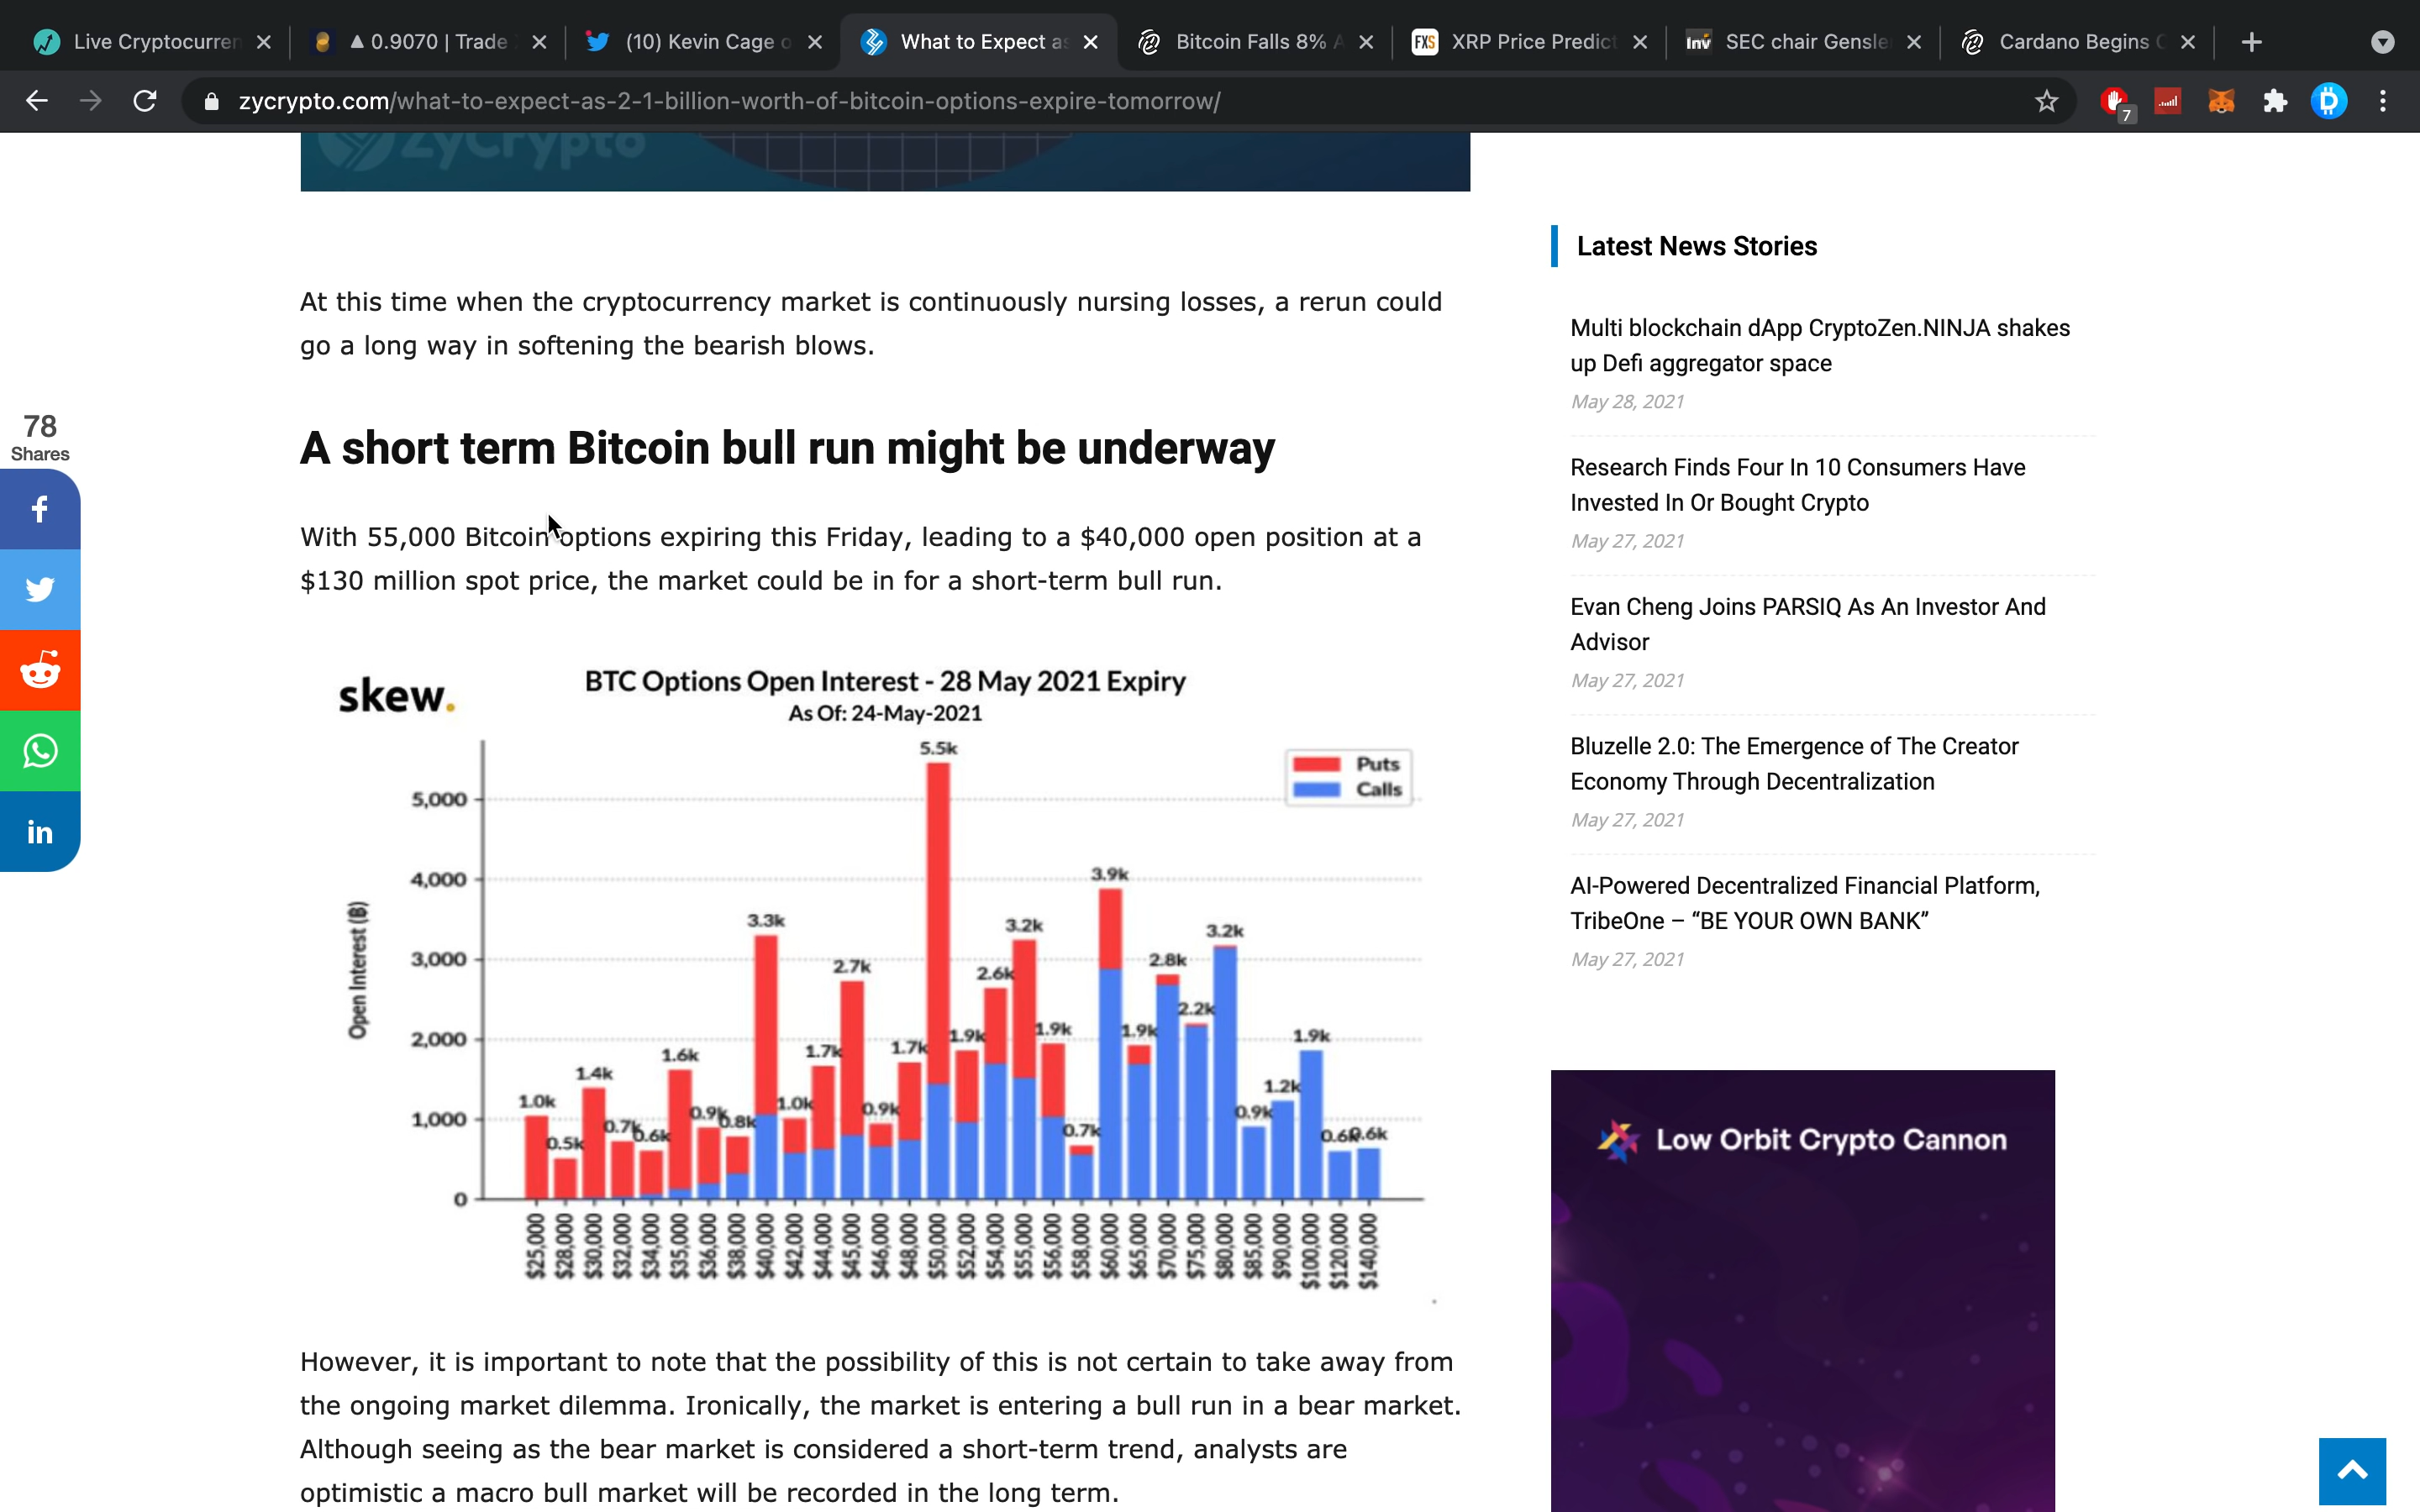 Live Cryptocurren
▲ 0.9070 | Trade
(10) Kevin Cage o
What to Expect as
Bitcoin Falls 8% A
FXS XRP Price Predict
Inv SEC chair Gensle
Cardano Begins C
zycrypto.com/what-to-expect-as-2-1-billion-worth-of-bitcoin-options-expire-tomorrow/
7
ZyCrypto
At this time when the cryptocurrency market is continuously nursing losses, a rerun could
go a long way in softening the bearish blows.
78
Shares
f
in
A short term Bitcoin bull run might be underway
With 55,000 Bitcoin options expiring this Friday, leading to a $40,000 open position at a
$130 million spot price, the market could be in for a short-term bull run.
skew.
BTC Options Open Interest - 28 May 2021 Expiry
As Of: 24-May-2021
Puts
Calls
Open Interest (₿)
5,000
4,000
3,000
2,000
1,000
0
1.0k
0.5k
1.4k
0.7k
0.6k
1.6k
0.9k
0.8k
3.3k
1.0k
1.7k
2.7k
0.9k
1.7k
5.5k
1.9k
2.6k
3.2k
1.9k
0.7k
3.9k
1.9k
2.8k
2.2k
3.2k
0.9k
1.2k
1.9k
0.6k
0.6k
$25,000
$28,000
$30,000
$32,000
$34,000
$35,000
$36,000
$38,000
$40,000
$42,000
$44,000
$45,000
$46,000
$48,000
$50,000
$52,000
$54,000
$55,000
$56,000
$58,000
$60,000
$65,000
$70,000
$75,000
$80,000
$85,000
$90,000
$100,000
$120,000
$140,000
However, it is important to note that the possibility of this is not certain to take away from
the ongoing market dilemma. Ironically, the market is entering a bull run in a bear market.
Although seeing as the bear market is considered a short-term trend, analysts are
optimistic a macro bull market will be recorded in the long term.
Latest News Stories
Multi blockchain dApp CryptoZen.NINJA shakes
up Defi aggregator space
May 28, 2021
Research Finds Four In 10 Consumers Have
Invested In Or Bought Crypto
May 27, 2021
Evan Cheng Joins PARSIQ As An Investor And
Advisor
May 27, 2021
Bluzelle 2.0: The Emergence of The Creator
Economy Through Decentralization
May 27, 2021
AI-Powered Decentralized Financial Platform,
TribeOne – “BE YOUR OWN BANK”
May 27, 2021
Low Orbit Crypto Cannon